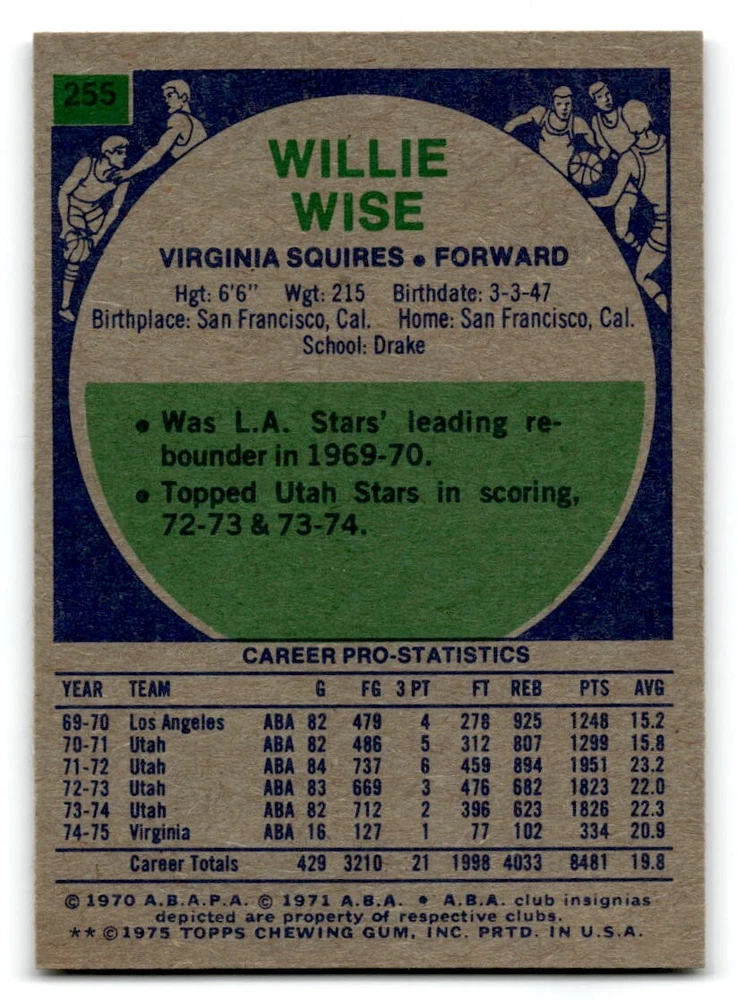 255
WILLIE
WISE
VIRGINIA SQUIRES • FORWARD
Hgt: 6'6" Wgt: 215 Birthdate: 3-3-47
Birthplace: San Francisco, Cal. Home: San Francisco, Cal.
School: Drake
• Was L.A. Stars' leading re-
bounder in 1969-70.
• Topped Utah Stars in scoring,
72-73 & 73-74.
CAREER PRO-STATISTICS
YEAR TEAM G FG 3 PT FT REB PTS AVG
69-70 Los Angeles ABA 82 479 4 278 925 1248 15.2
70-71 Utah ABA 82 486 5 312 807 1299 15.8
71-72 Utah ABA 84 737 6 459 894 1951 23.2
72-73 Utah ABA 83 669 3 476 682 1823 22.0
73-74 Utah ABA 82 712 2 396 623 1826 22.3
74-75 Virginia ABA 16 127 1 77 102 334 20.9
Career Totals 429 3210 21 1998 4033 8481 19.8
© 1970 A.B.A.P.A. © 1971 A.B.A. • A.B.A. club insignias
depicted are property of respective clubs.
** ©1975 TOPPS CHEWING GUM, INC. PRTD. IN U.S.A.